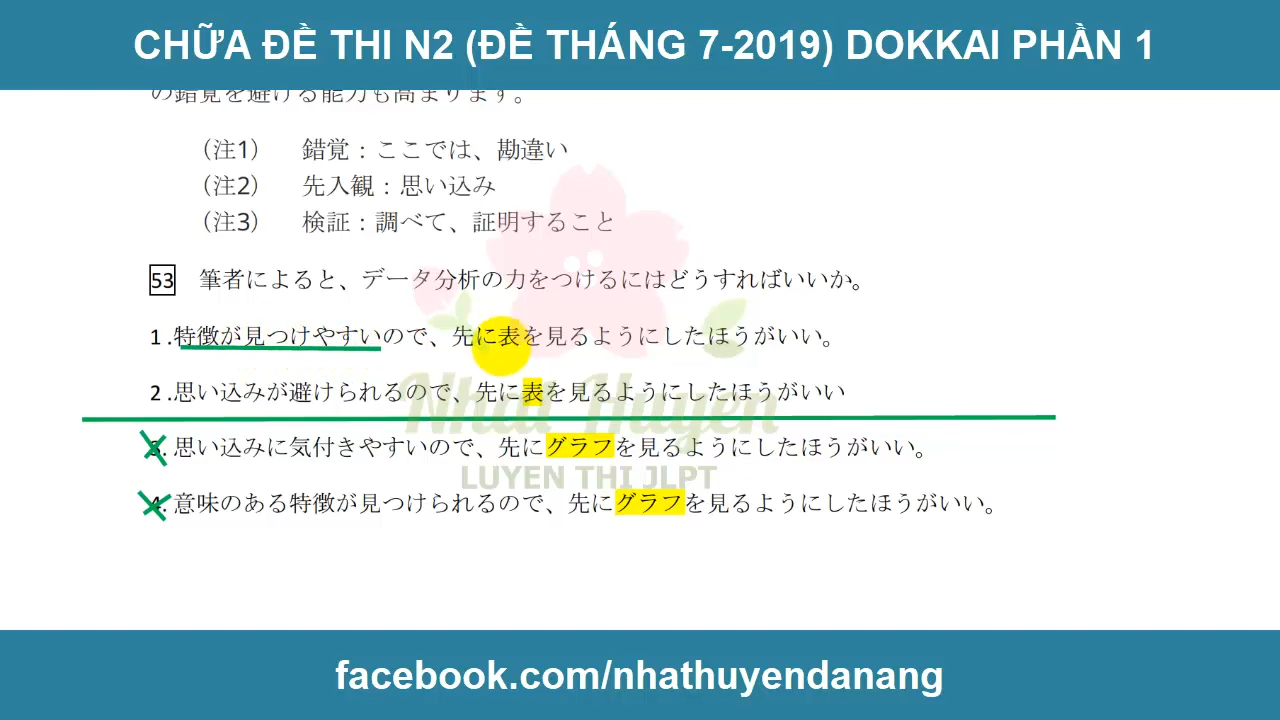 CHỮA ĐỀ THI N2 (ĐỀ THÁNG 7-2019) DOKKAI PHẦN 1
の錯覚を避ける能力も高まります。
（注1） 錯覚：ここでは、勘違い
（注2） 先入観：思い込み
（注3） 検証：調べて、証明すること
53 筆者によると、データ分析の力をつけるにはどうすればいいか。
1 .特徴が見つけやすいので、先に表を見るようにしたほうがいい。
2 .思い込みが避けられるので、先に表を見るようにしたほうがいい
3. 思い込みに気付きやすいので、先にグラフを見るようにしたほうがいい。
4. 意味のある特徴が見つけられるので、先にグラフを見るようにしたほうがいい。
Nhat Huyen
LUYEN THI JLPT
facebook.com/nhathuyendanang